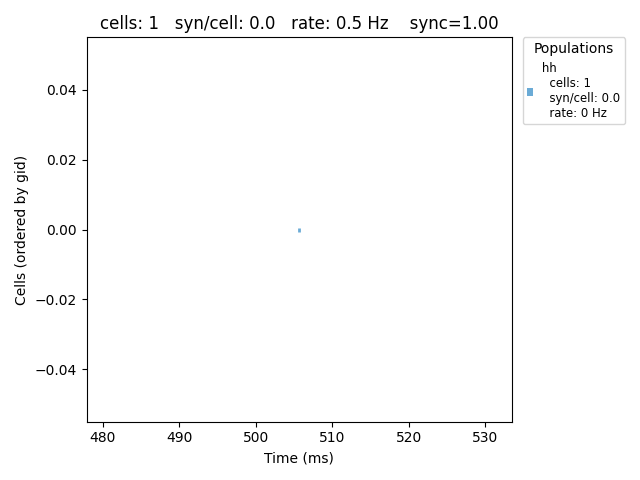 cells: 1   syn/cell: 0.0   rate: 0.5 Hz    sync=1.00
Populations
hh
cells: 1
syn/cell: 0.0
rate: 0 Hz
Cells (ordered by gid)
0.04
0.02
0.00
−0.02
−0.04
480 490 500 510 520 530
Time (ms)